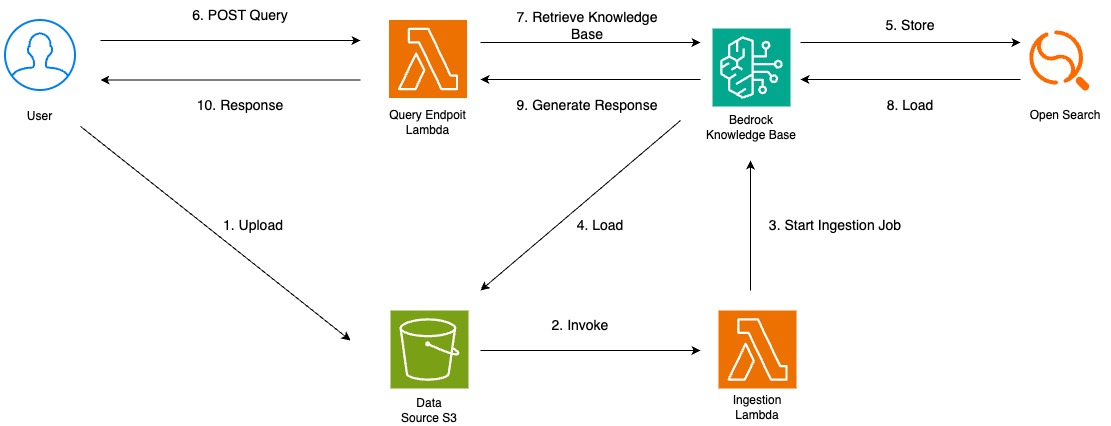 6. POST Query
7. Retrieve Knowledge
Base
5. Store
10. Response
9. Generate Response
8. Load
User
Query Endpoit
Lambda
Bedrock
Knowledge Base
Open Search
1. Upload
4. Load
3. Start Ingestion Job
2. Invoke
Data
Source S3
Ingestion
Lambda